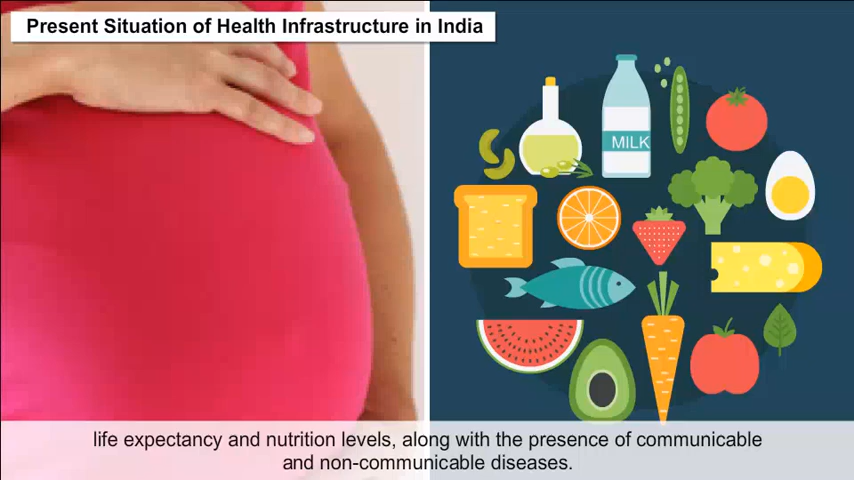 Present Situation of Health Infrastructure in India
MILK
life expectancy and nutrition levels, along with the presence of communicable
and non-communicable diseases.